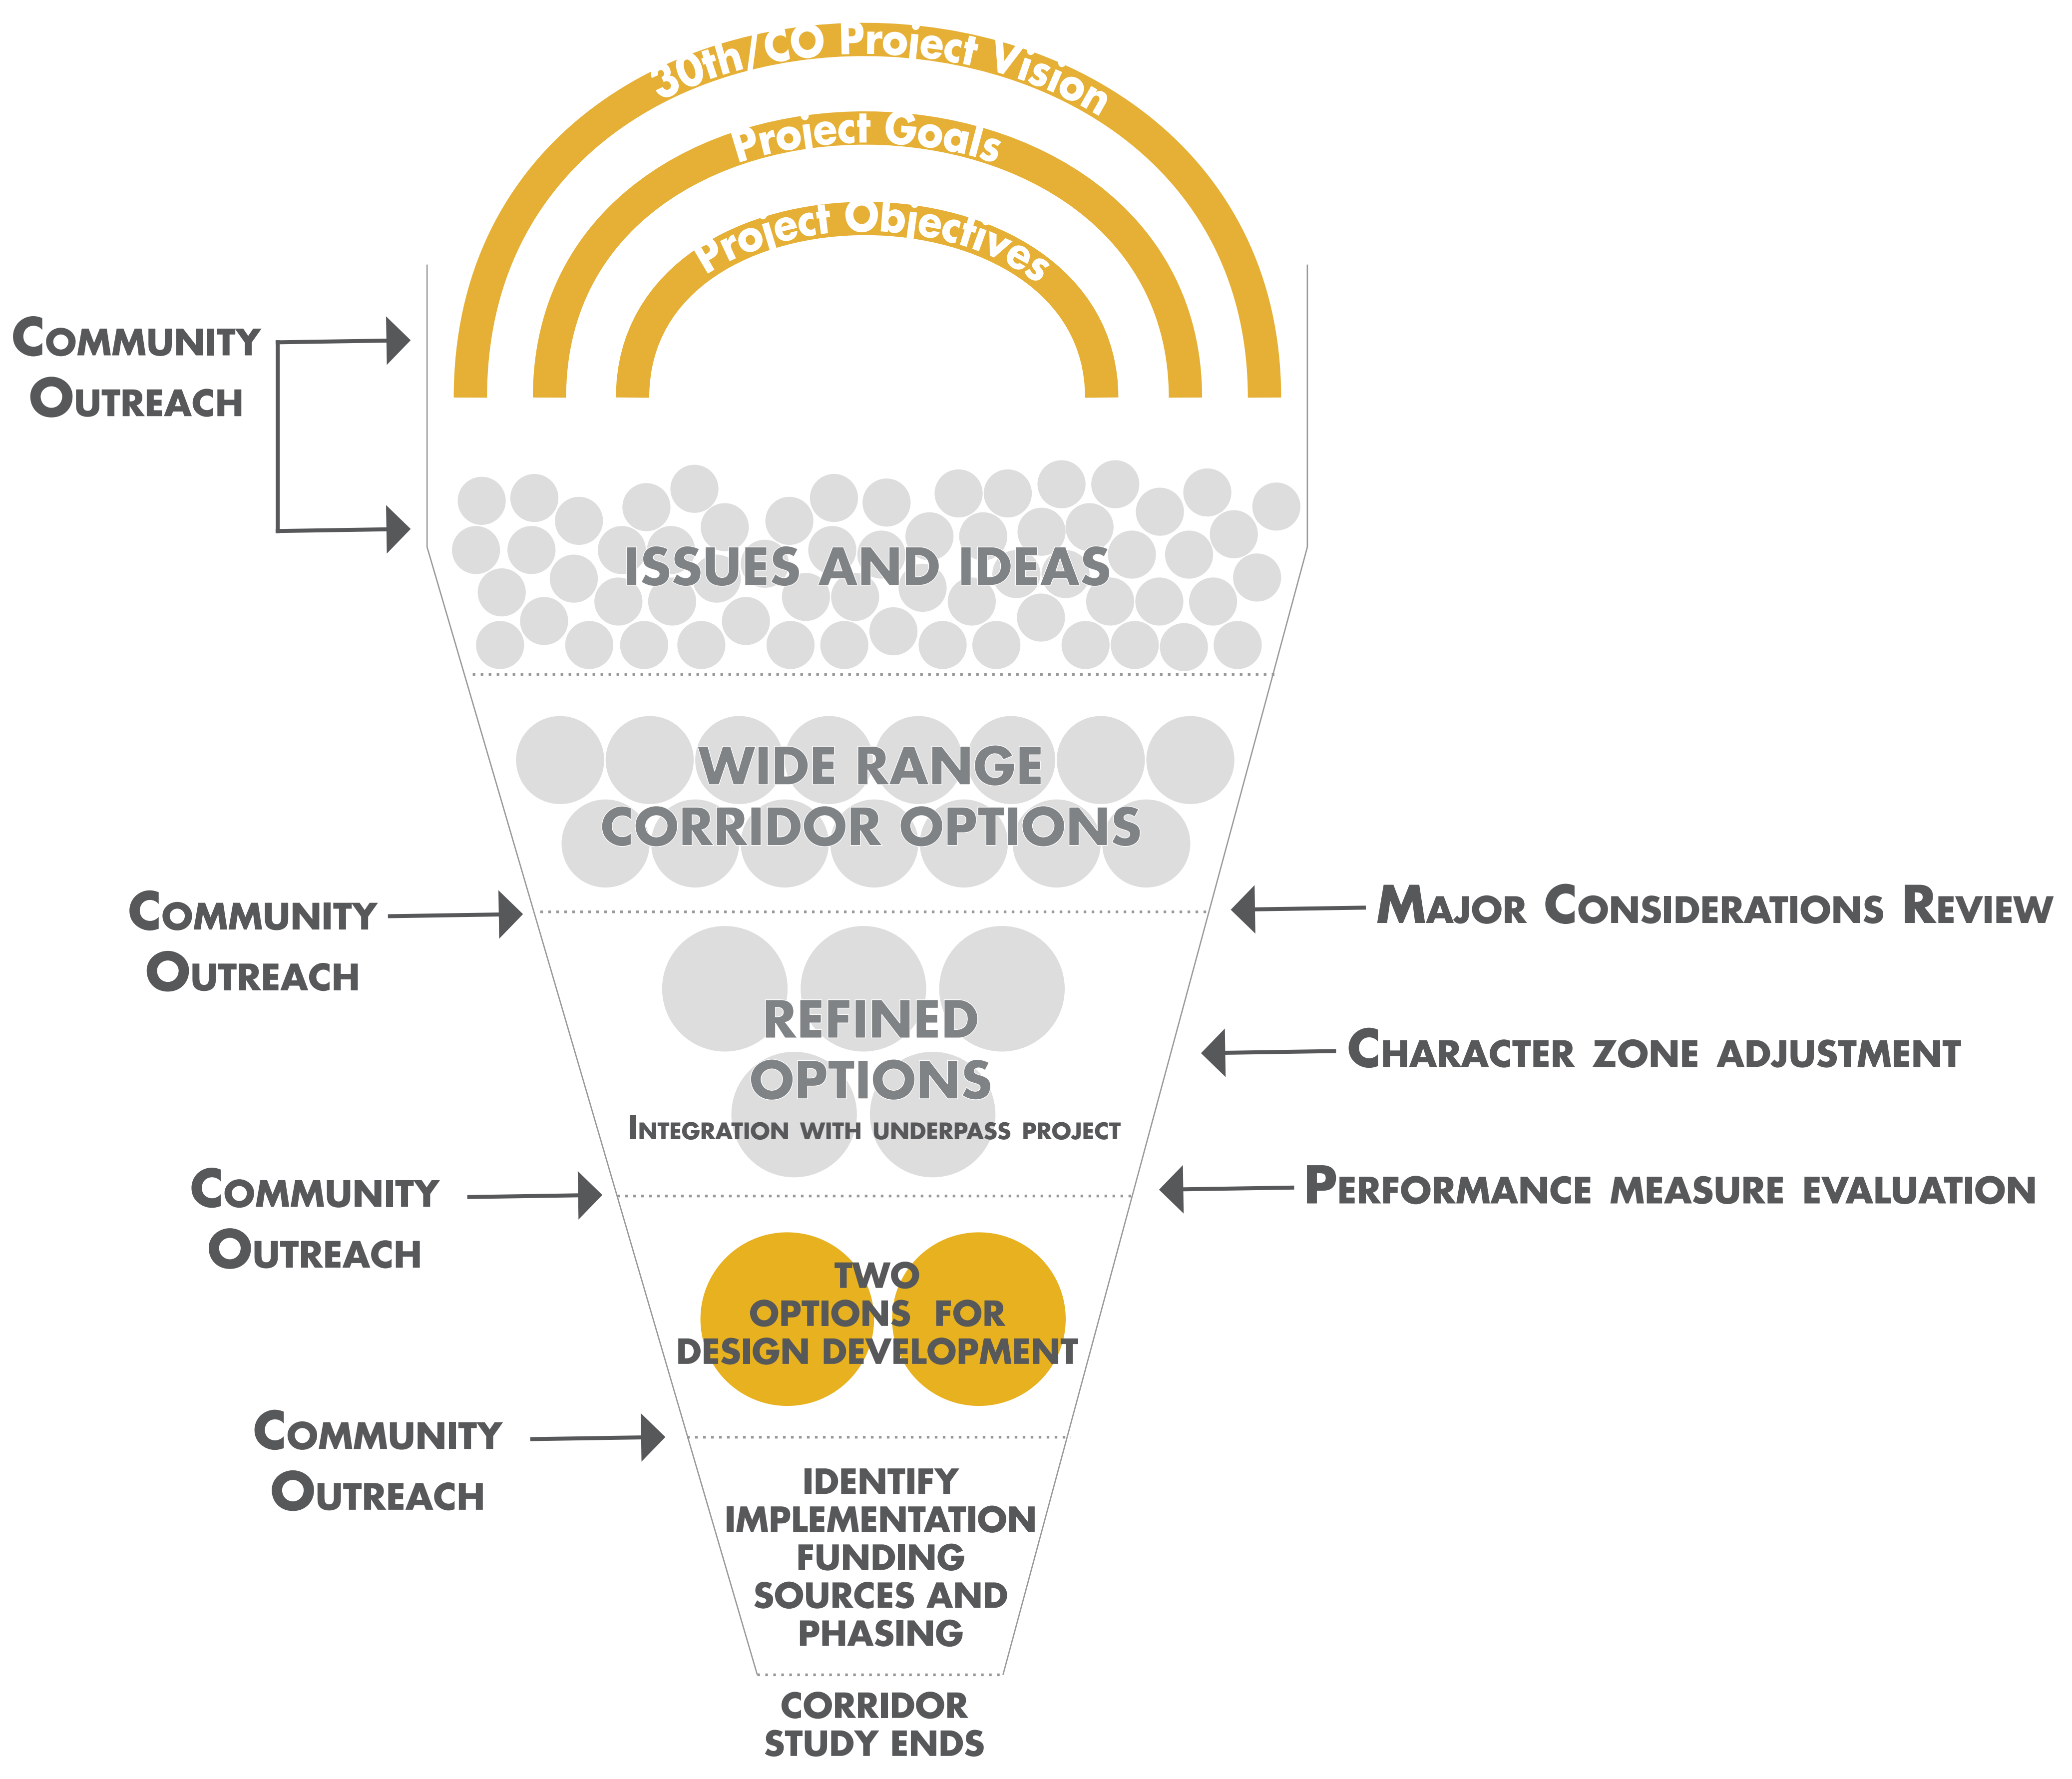 30th/CO Project Vision
Project Goals
Project Objectives
COMMUNITY
OUTREACH
ISSUES AND IDEAS
WIDE RANGE
CORRIDOR OPTIONS
COMMUNITY
OUTREACH
MAJOR CONSIDERATIONS REVIEW
REFINED
OPTIONS
INTEGRATION WITH UNDERPASS PROJECT
CHARACTER ZONE ADJUSTMENT
COMMUNITY
OUTREACH
PERFORMANCE MEASURE EVALUATION
TWO
OPTIONS FOR
DESIGN DEVELOPMENT
COMMUNITY
OUTREACH
IDENTIFY
IMPLEMENTATION
FUNDING
SOURCES AND
PHASING
CORRIDOR
STUDY ENDS